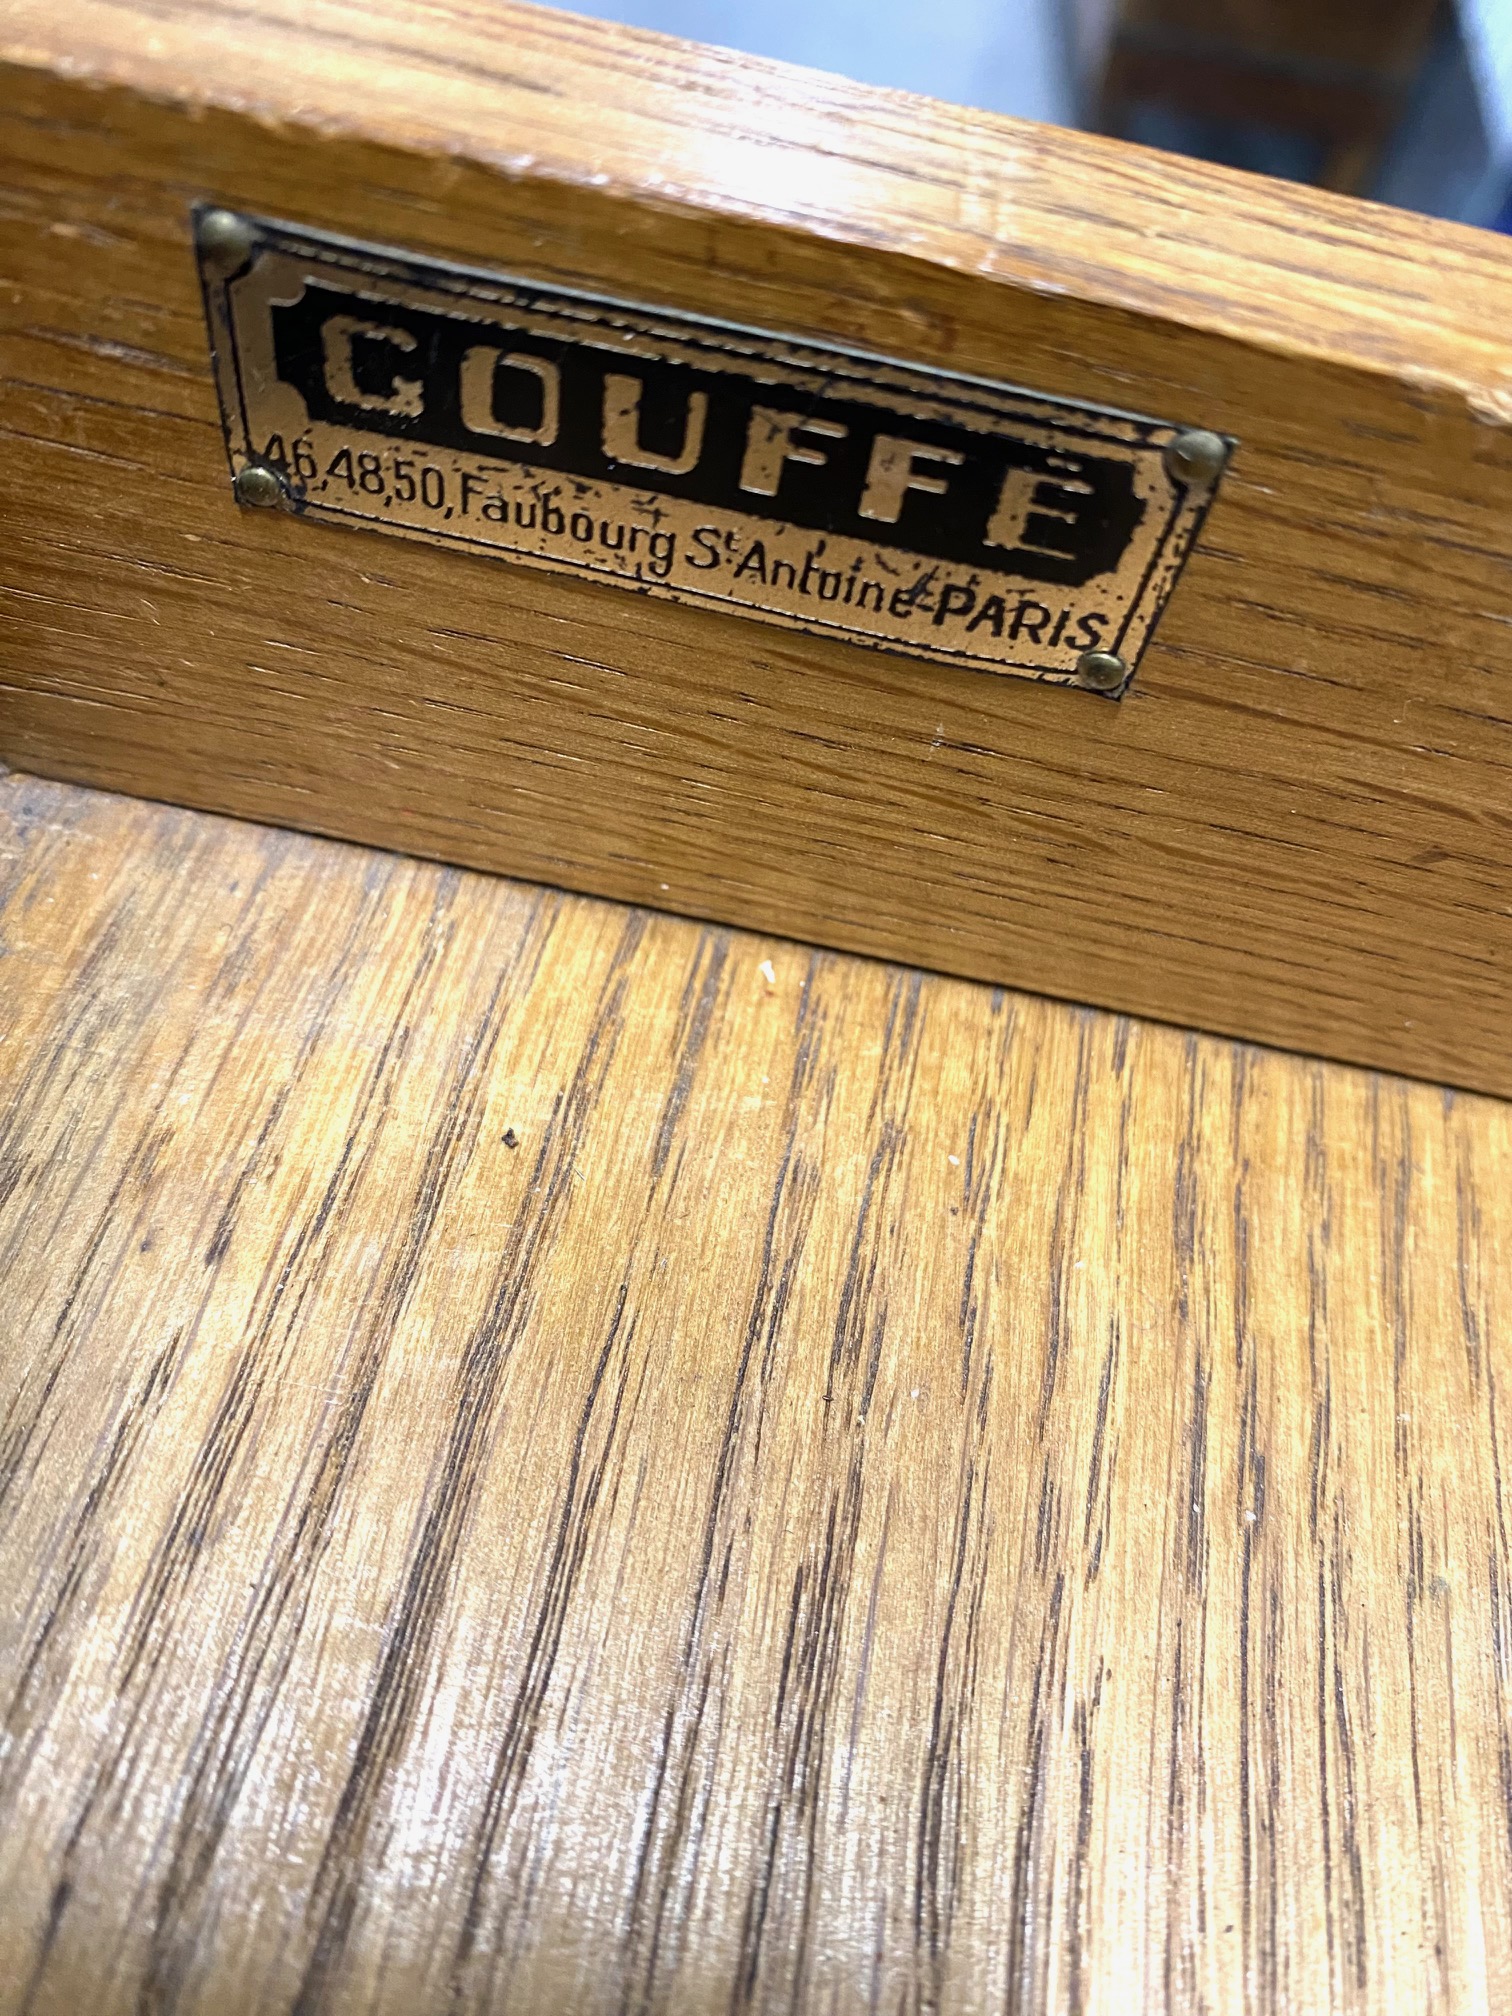 GOUFFÉ
46,48,50, Faubourg St Antoine-PARIS